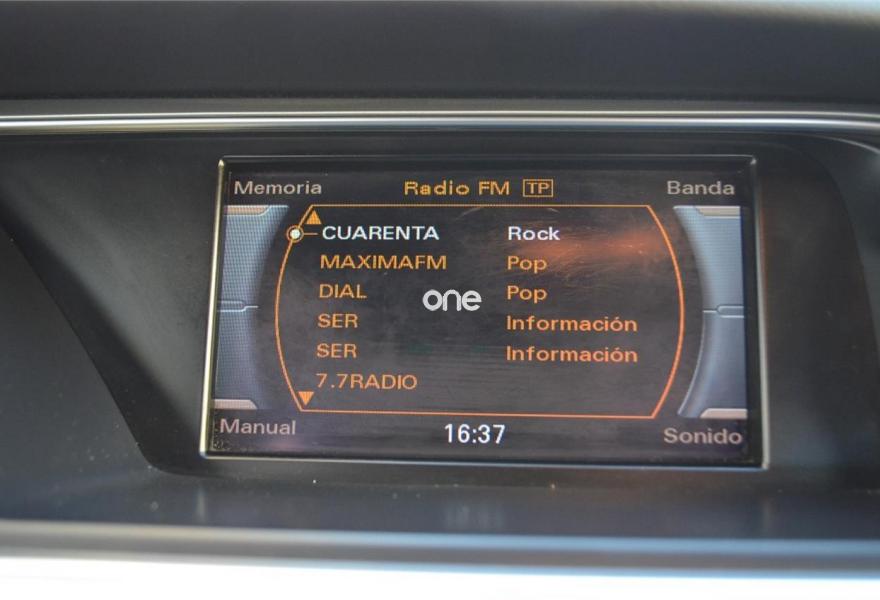 Memoria Radio FM TP Banda
CUARENTA Rock
MAXIMAFM Pop
DIAL Pop
one
SER Información
SER Información
7.7RADIO
Manual 16:37 Sonido